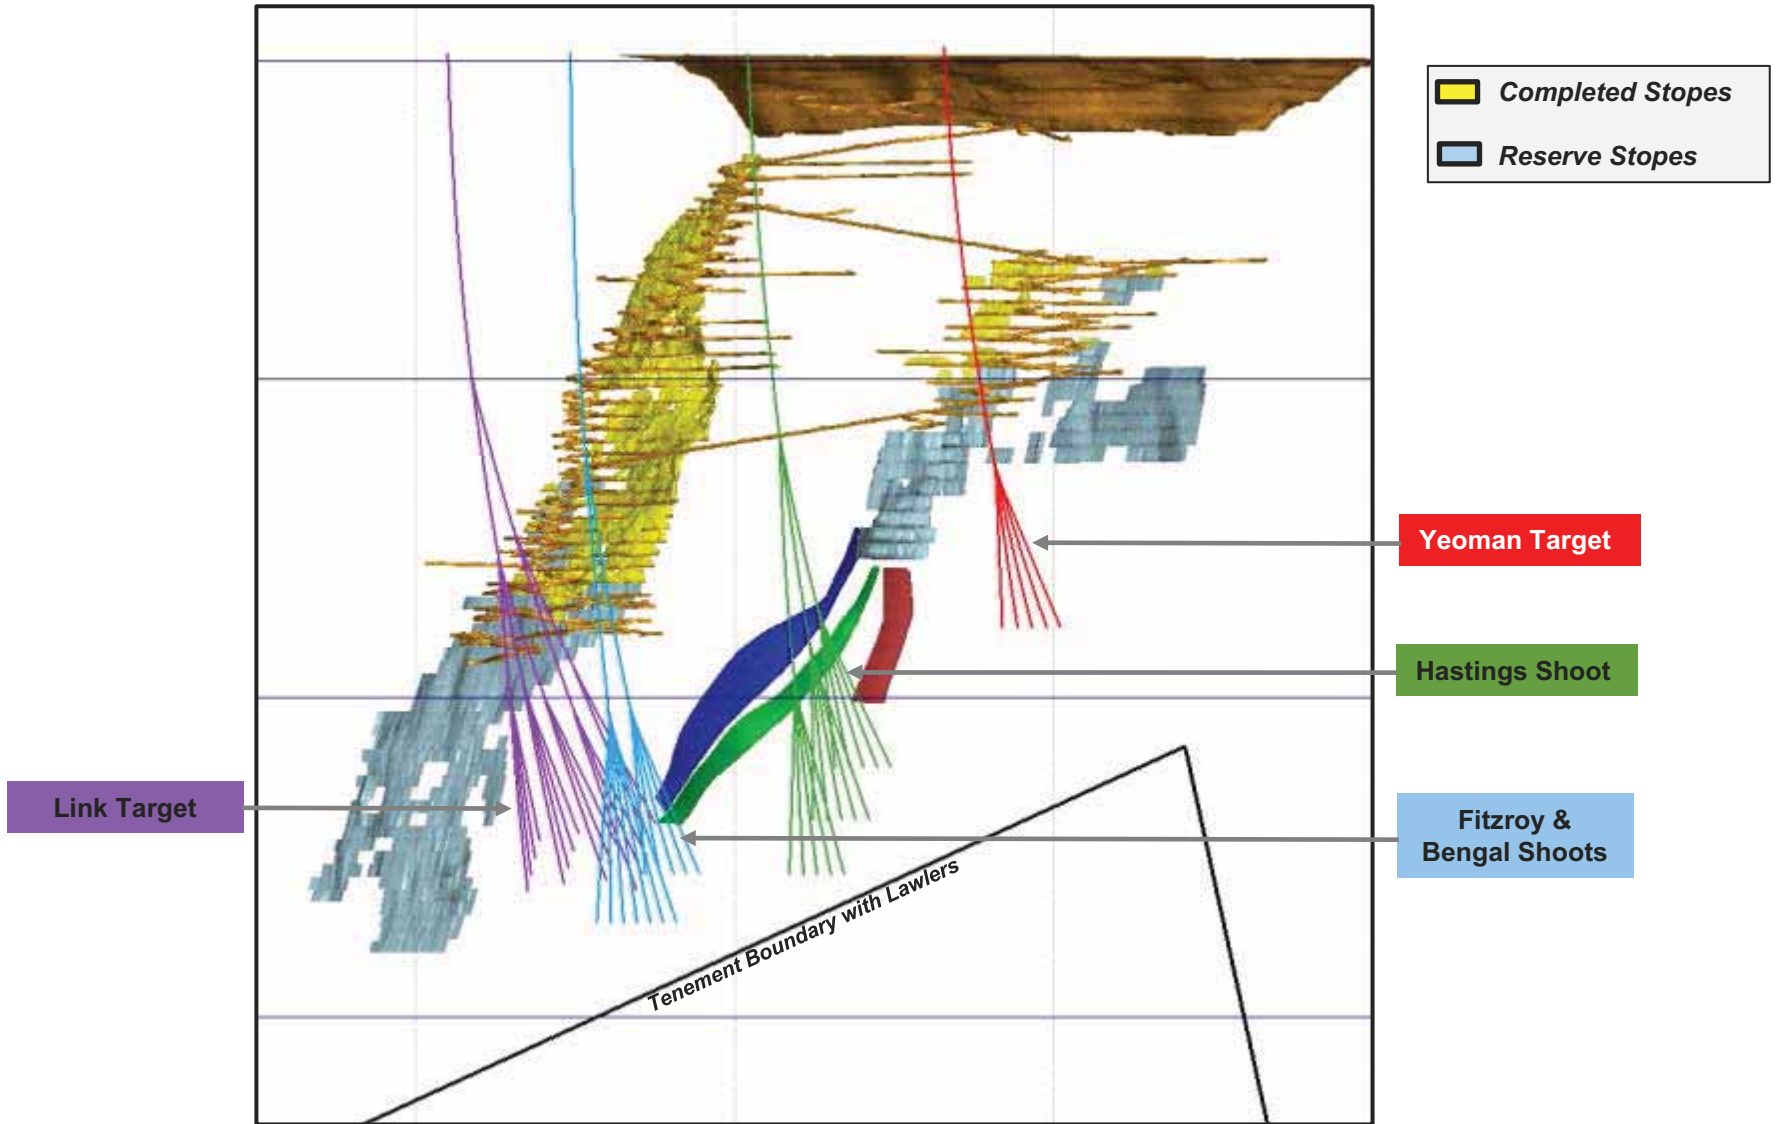 Completed Stopes
Reserve Stopes
Yeoman Target
Hastings Shoot
Link Target
Fitzroy &
Bengal Shoots
Tenement Boundary with Lawlers